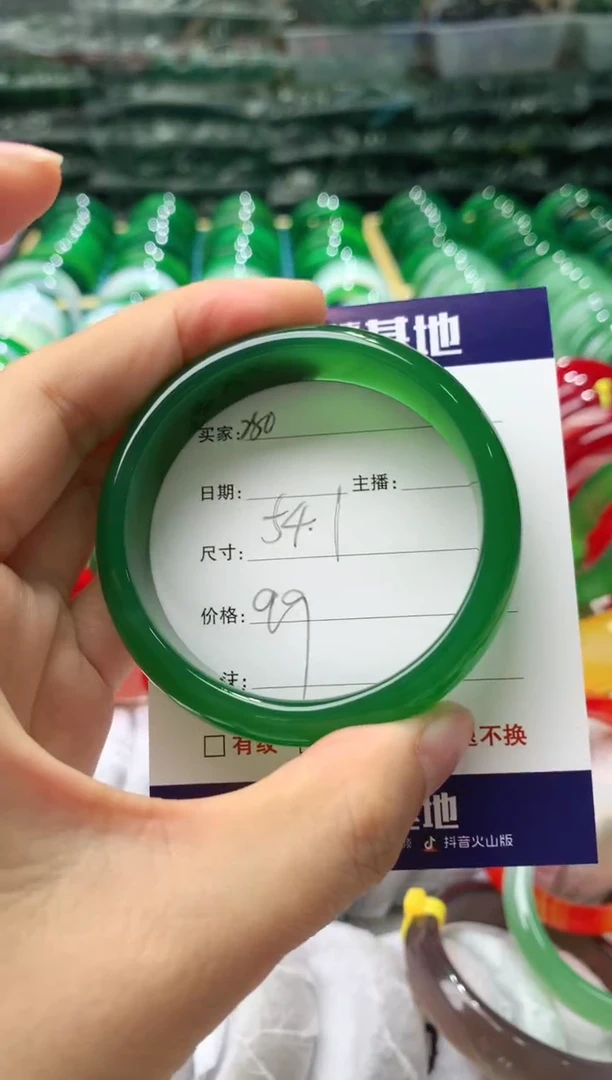 基地
买家:
日期: 主播:
尺寸: 54.1
价格: 99
注:
有纹 不换
基地
抖音火山版